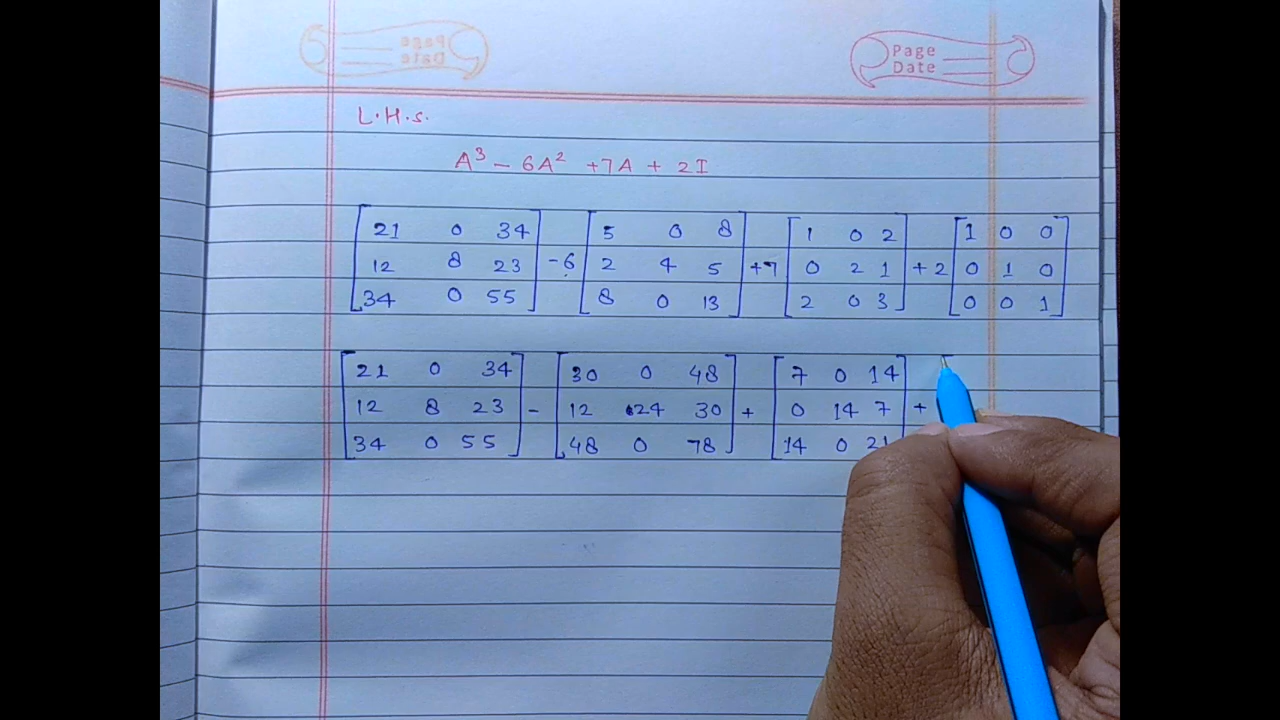 Page
Date
L.H.S.
A³ - 6A² + 7A + 2I
[21 0 34] [5 0 8] [1 0 2] [1 0 0]
[12 8 23] -6 [2 4 5] +7 [0 2 1] +2 [0 1 0]
[34 0 55] [8 0 13] [2 0 3] [0 0 1]
[21 0 34] [30 0 48] [7 0 14]
[12 8 23] - [12 24 30] + [0 14 7] +
[34 0 55] [48 0 78] [14 0 21